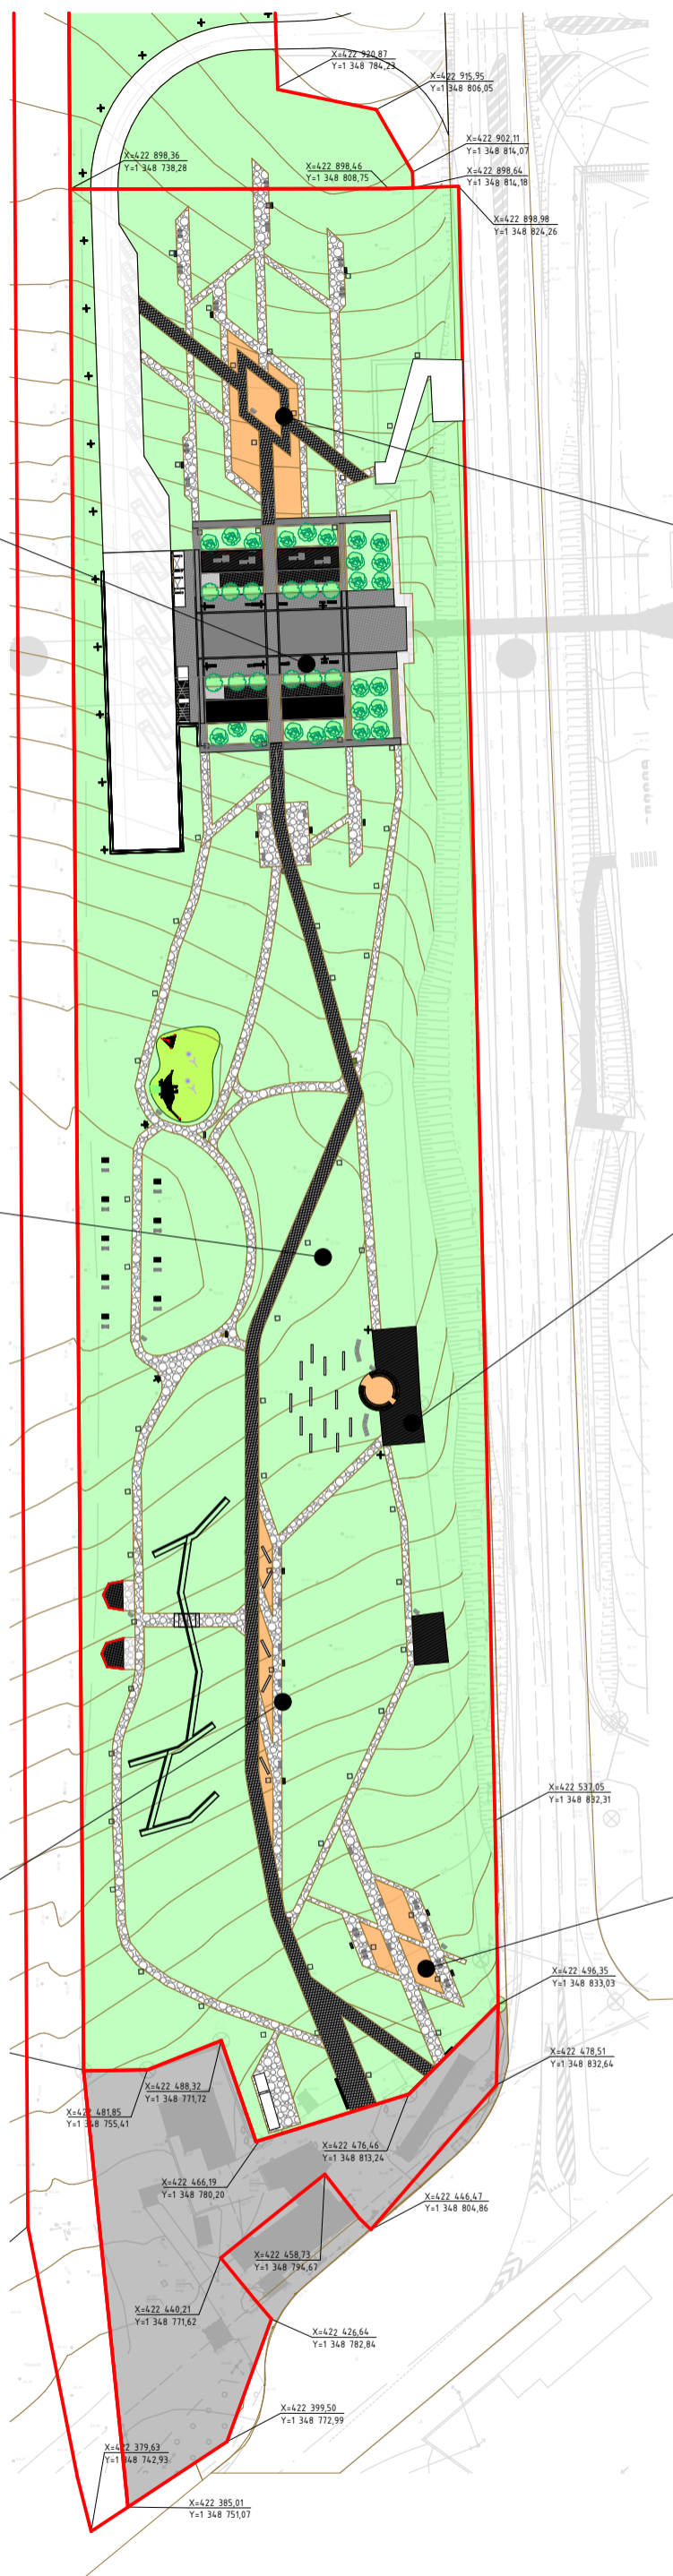 X=422 920,87
Y=1 348 784,23
X=422 915,95
Y=1 348 806,05
X=422 902,11
Y=1 348 814,07
X=422 898,36
Y=1 348 738,28
X=422 898,46
Y=1 348 808,75
X=422 898,64
Y=1 348 814,18
X=422 898,98
Y=1 348 824,26
X=422 537,05
Y=1 348 832,31
X=422 496,35
Y=1 348 833,03
X=422 478,51
Y=1 348 832,64
X=422 488,32
Y=1 348 771,72
X=422 481,85
Y=1 348 755,41
X=422 476,46
Y=1 348 813,24
X=422 466,19
Y=1 348 780,20
X=422 446,47
Y=1 348 804,86
X=422 458,73
Y=1 348 794,67
X=422 440,21
Y=1 348 771,62
X=422 426,64
Y=1 348 782,84
X=422 399,50
Y=1 348 772,99
X=422 379,63
Y=1 348 742,93
X=422 385,01
Y=1 348 751,07